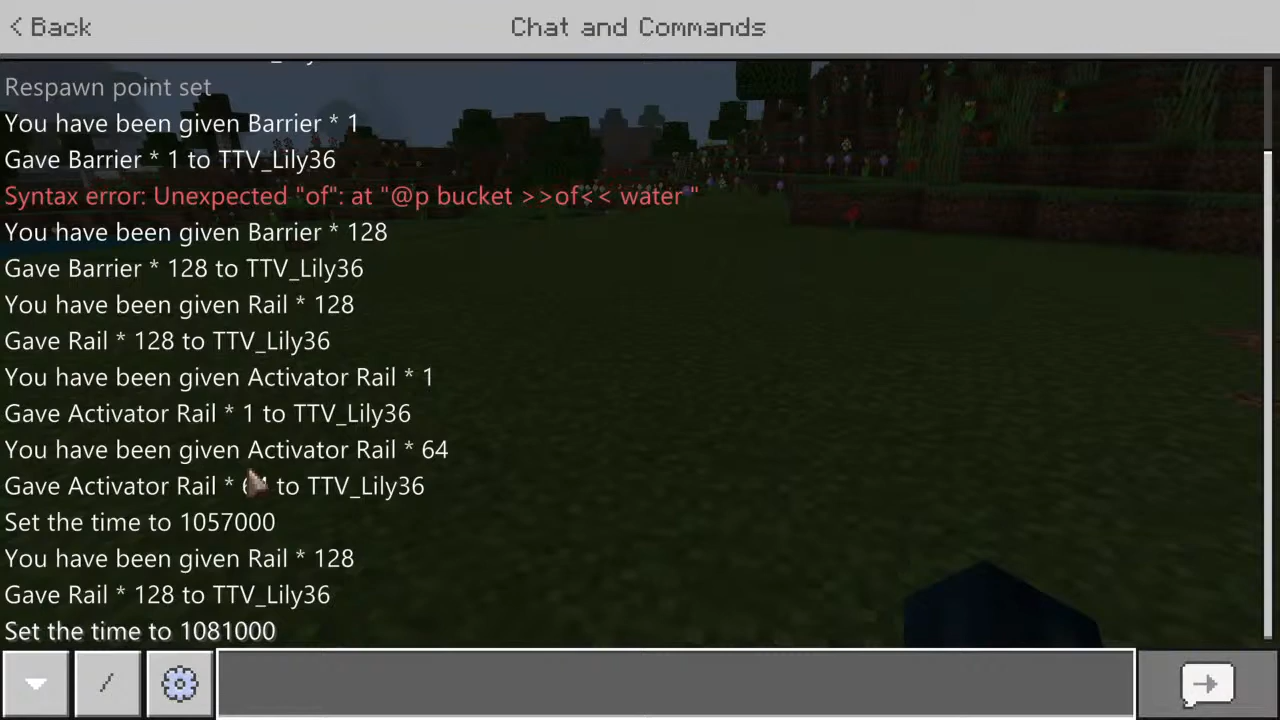 < Back
Chat and Commands
Respawn point set
You have been given Barrier * 1
Gave Barrier * 1 to TTV_Lily36
Syntax error: Unexpected "of": at "@p bucket >>of<< water "
You have been given Barrier * 128
Gave Barrier * 128 to TTV_Lily36
You have been given Rail * 128
Gave Rail * 128 to TTV_Lily36
You have been given Activator Rail * 1
Gave Activator Rail * 1 to TTV_Lily36
You have been given Activator Rail * 64
Gave Activator Rail * to TTV_Lily36
Set the time to 1057000
You have been given Rail * 128
Gave Rail * 128 to TTV_Lily36
Set the time to 1081000
/